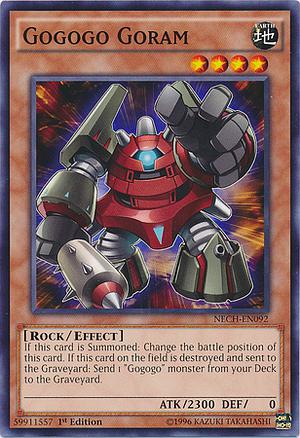 GOGOGO GORAM
EARTH
地
NECH-EN092
[ROCK/EFFECT]
If this card is Summoned: Change the battle position
of this card. If this card on the field is destroyed and sent to
the Graveyard: Send 1 "Gogogo" monster from your Deck
to the Graveyard.
ATK/2300 DEF/ 0
59911557 1st Edition ©1996 KAZUKI TAKAHASHI